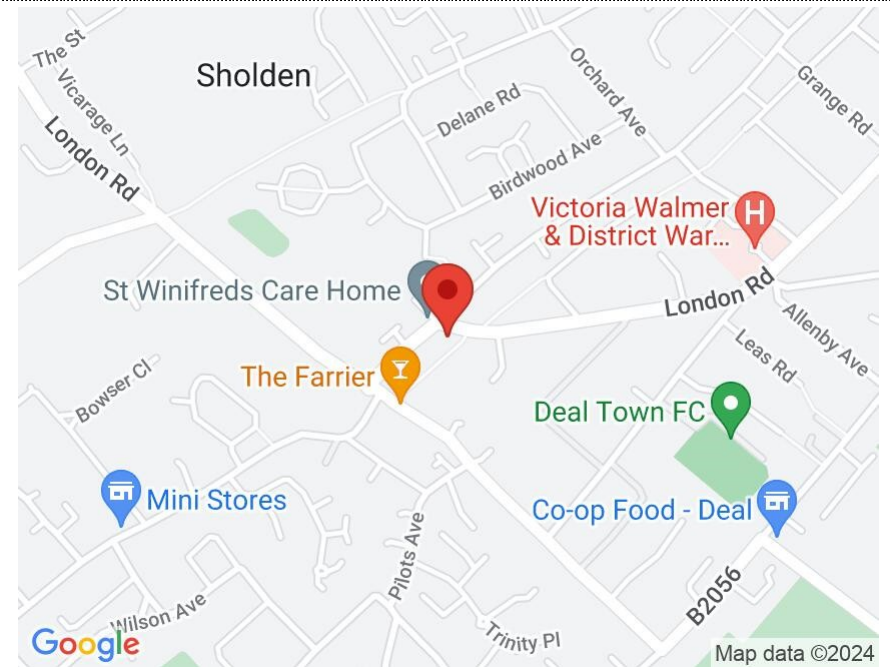 The St
Sholden
Orchard Ave
Grange Rd
Vicarage Ln
Delane Rd
London Rd
Birdwood Ave
Victoria Walmer
& District War...
H
St Winifreds Care Home
London Rd
Allenby Ave
Leas Rd
The Farrier
Bowser Cl
Deal Town FC
Mini Stores
Co-op Food - Deal
Pilots Ave
B2056
Wilson Ave
Trinity Pl
Google
Map data ©2024